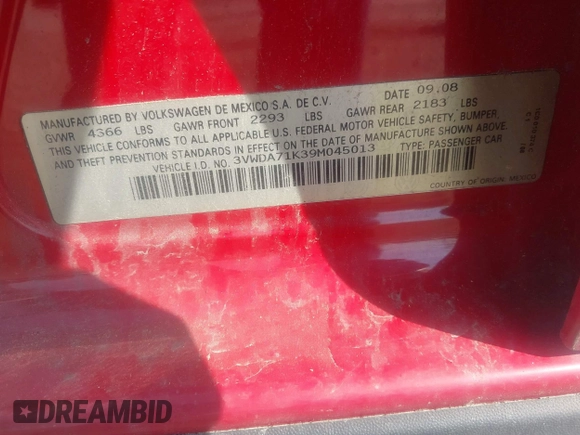 MANUFACTURED BY VOLKSWAGEN DE MEXICO S.A. DE C.V. DATE 09.08
GVWR 4366 LBS GAWR FRONT 2293 LBS GAWR REAR 2183 LBS
THIS VEHICLE CONFORMS TO ALL APPLICABLE U.S. FEDERAL MOTOR VEHICLE SAFETY, BUMPER,
AND THEFT PREVENTION STANDARDS IN EFFECT ON THE DATE OF MANUFACTURE SHOWN ABOVE.
VEHICLE I.D. NO. 3VWDA71K39M045013 TYPE: PASSENGER CAR
COUNTRY OF ORIGIN: MEXICO
DREAMBID